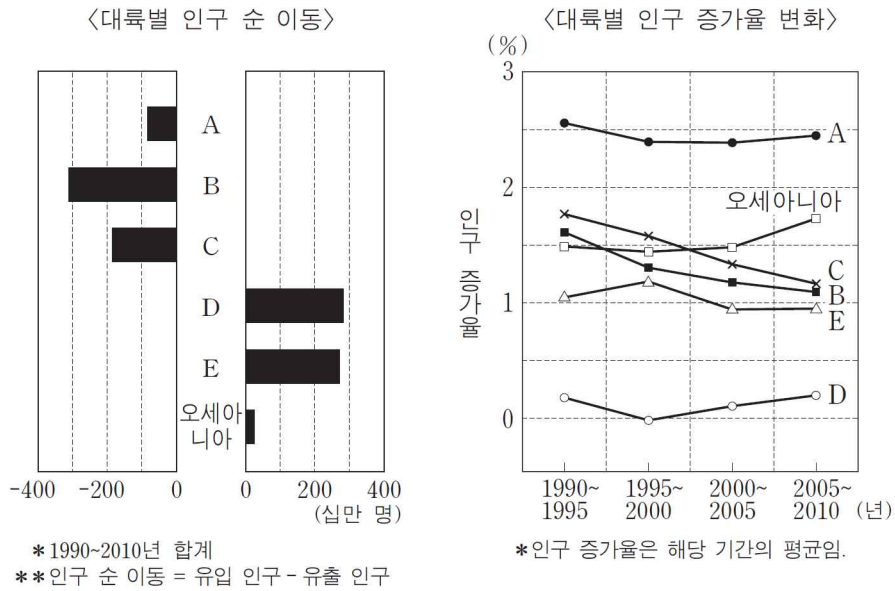 〈대륙별 인구 순 이동〉
A
B
C
D
E
오세아
니아
-400 -200 0 0 200 400
(십만 명)
*1990~2010년 합계
**인구 순 이동 = 유입 인구 - 유출 인구
〈대륙별 인구 증가율 변화〉
(%)
3
2
1
0
인구 증가율
A
오세아니아
C
B
E
D
1990~ 1995~ 2000~ 2005~
1995 2000 2005 2010 (년)
*인구 증가율은 해당 기간의 평균임.